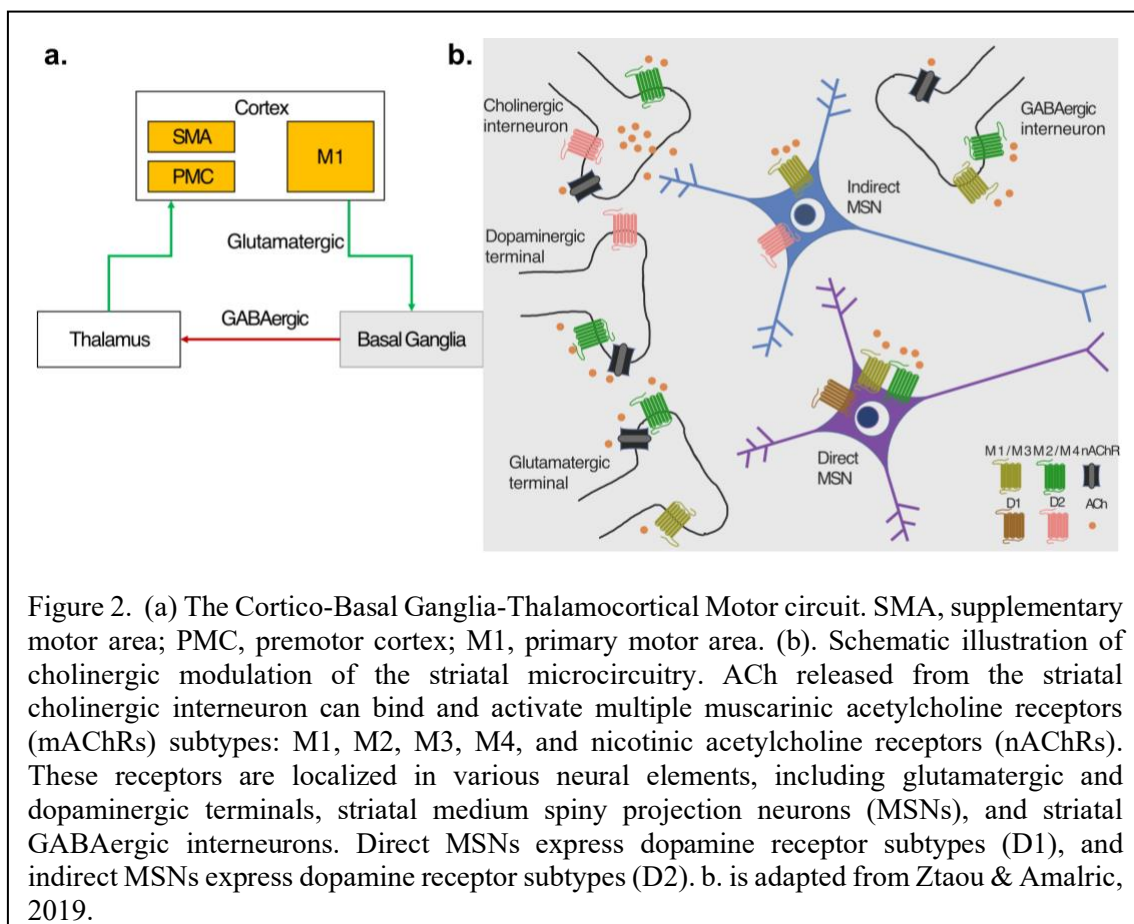 a.
Cortex
SMA
M1
PMC
Glutamatergic
Thalamus
GABAergic
Basal Ganglia
b.
Cholinergic
interneuron
GABAergic
interneuron
Indirect
MSN
Dopaminergic
terminal
Glutamatergic
terminal
Direct
MSN
M1/M3 M2/M4 nAChR
D1 D2 ACh
Figure 2. (a) The Cortico-Basal Ganglia-Thalamocortical Motor circuit. SMA, supplementary
motor area; PMC, premotor cortex; M1, primary motor area. (b). Schematic illustration of
cholinergic modulation of the striatal microcircuitry. ACh released from the striatal
cholinergic interneuron can bind and activate multiple muscarinic acetylcholine receptors
(mAChRs) subtypes: M1, M2, M3, M4, and nicotinic acetylcholine receptors (nAChRs).
These receptors are localized in various neural elements, including glutamatergic and
dopaminergic terminals, striatal medium spiny projection neurons (MSNs), and striatal
GABAergic interneurons. Direct MSNs express dopamine receptor subtypes (D1), and
indirect MSNs express dopamine receptor subtypes (D2). b. is adapted from Ztaou & Amalric,
2019.